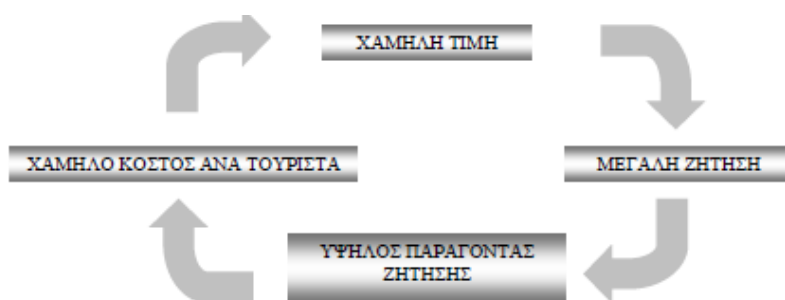 ΧΑΜΗΛΗ ΤΙΜΗ
ΧΑΜΗΛΟ ΚΟΣΤΟΣ ΑΝΑ ΤΟΥΡΙΣΤΑ
ΜΕΓΑΛΗ ΖΗΤΗΣΗ
ΥΨΗΛΟΣ ΠΑΡΑΓΟΝΤΑΣ
ΖΗΤΗΣΗΣ